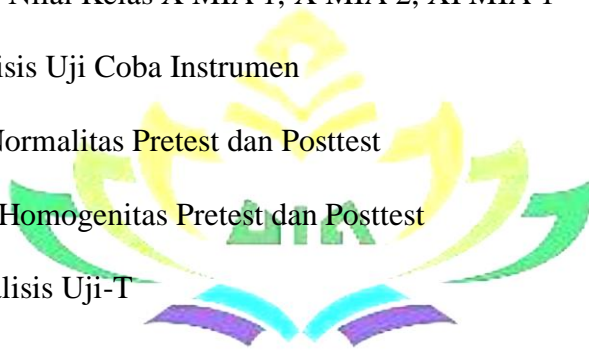 Nilai Kelas X MIA 1, X MIA 2, XI MIA 1
isis Uji Coba Instrumen
Normalitas Pretest dan Posttest
Homogenitas Pretest dan Posttest
alisis Uji-T